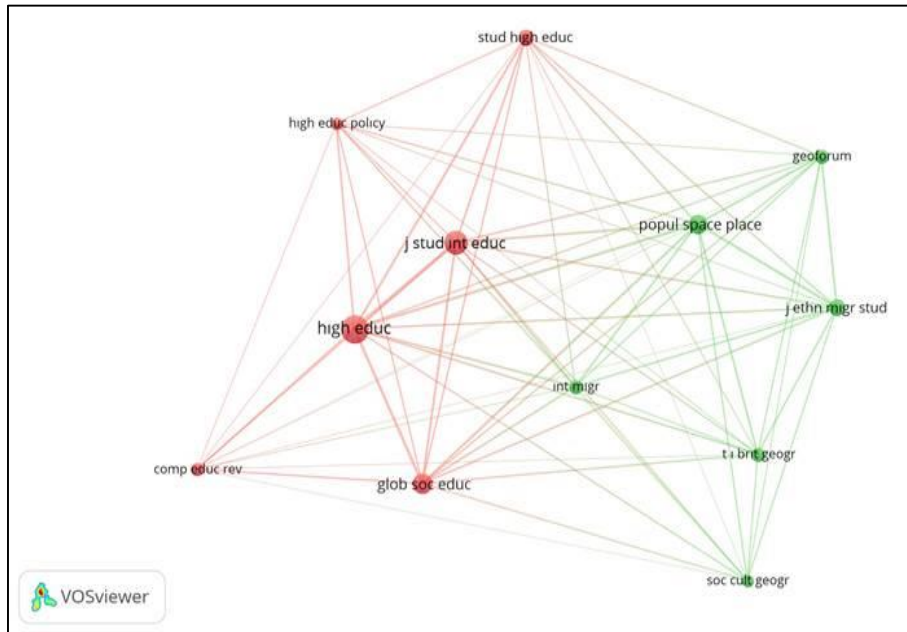 stud high educ
high educ policy
geoforum
popul space place
j stud int educ
j ethn migr stud
high educ
int migr
t i brit geogr
comp educ rev
glob soc educ
soc cult geogr
VOSviewer